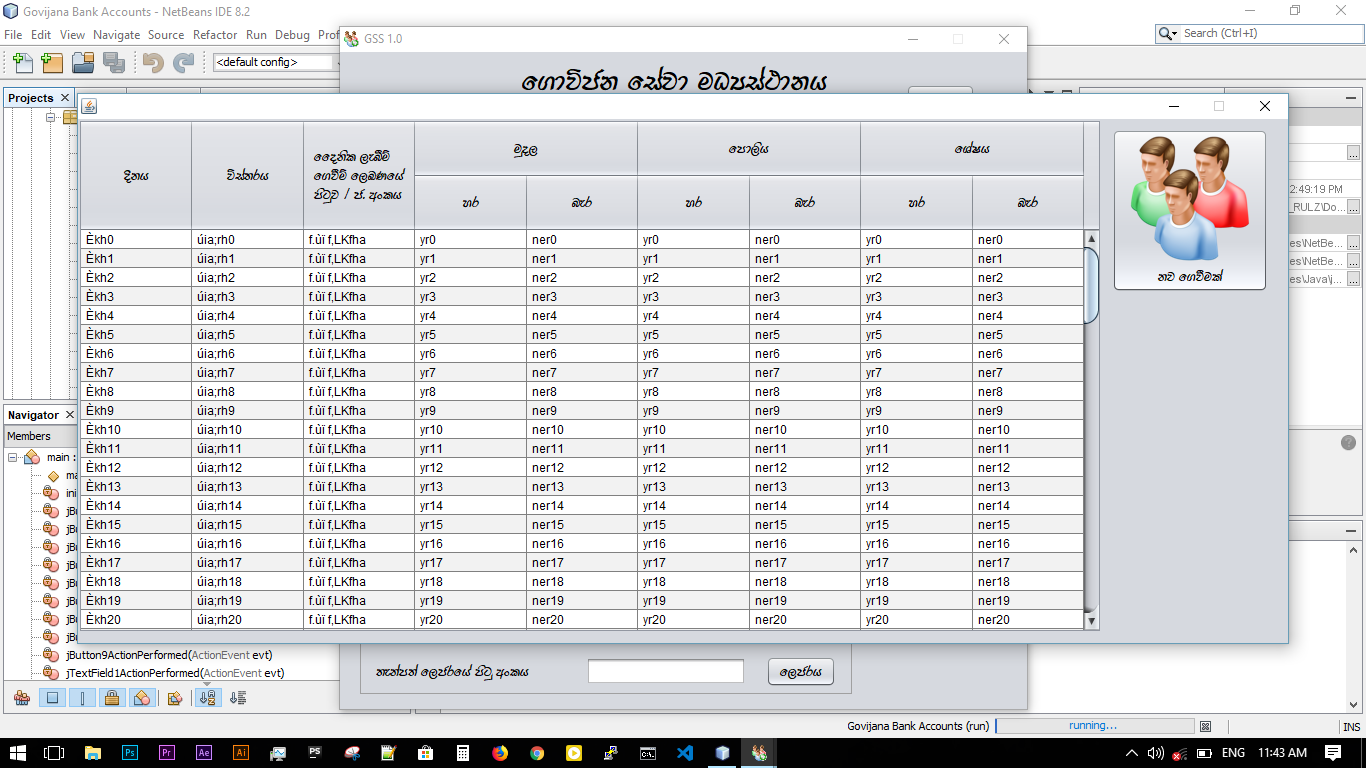 Govijana Bank Accounts - NetBeans IDE 8.2
File Edit View Navigate Source Refactor Run Debug Prof
Search (Ctrl+I)
<default config>
GSS 1.0
ගොවිජන සේවා මධ්‍යස්ථානය
Projects
දිනය
විස්තරය
දෛනික ලැබීම්
ගෙවීම් ලෙඛණයේ
පිටුව / ප. අංකය
මුදල
පොලිය
ශේෂය
හර බැර හර බැර හර බැර
Èkh0 úia;rh0 f.ùï f,LKfha yr0 ner0 yr0 ner0 yr0 ner0
Èkh1 úia;rh1 f.ùï f,LKfha yr1 ner1 yr1 ner1 yr1 ner1
Èkh2 úia;rh2 f.ùï f,LKfha yr2 ner2 yr2 ner2 yr2 ner2
Èkh3 úia;rh3 f.ùï f,LKfha yr3 ner3 yr3 ner3 yr3 ner3
Èkh4 úia;rh4 f.ùï f,LKfha yr4 ner4 yr4 ner4 yr4 ner4
Èkh5 úia;rh5 f.ùï f,LKfha yr5 ner5 yr5 ner5 yr5 ner5
Èkh6 úia;rh6 f.ùï f,LKfha yr6 ner6 yr6 ner6 yr6 ner6
Èkh7 úia;rh7 f.ùï f,LKfha yr7 ner7 yr7 ner7 yr7 ner7
Èkh8 úia;rh8 f.ùï f,LKfha yr8 ner8 yr8 ner8 yr8 ner8
Èkh9 úia;rh9 f.ùï f,LKfha yr9 ner9 yr9 ner9 yr9 ner9
Èkh10 úia;rh10 f.ùï f,LKfha yr10 ner10 yr10 ner10 yr10 ner10
Èkh11 úia;rh11 f.ùï f,LKfha yr11 ner11 yr11 ner11 yr11 ner11
Èkh12 úia;rh12 f.ùï f,LKfha yr12 ner12 yr12 ner12 yr12 ner12
Èkh13 úia;rh13 f.ùï f,LKfha yr13 ner13 yr13 ner13 yr13 ner13
Èkh14 úia;rh14 f.ùï f,LKfha yr14 ner14 yr14 ner14 yr14 ner14
Èkh15 úia;rh15 f.ùï f,LKfha yr15 ner15 yr15 ner15 yr15 ner15
Èkh16 úia;rh16 f.ùï f,LKfha yr16 ner16 yr16 ner16 yr16 ner16
Èkh17 úia;rh17 f.ùï f,LKfha yr17 ner17 yr17 ner17 yr17 ner17
Èkh18 úia;rh18 f.ùï f,LKfha yr18 ner18 yr18 ner18 yr18 ner18
Èkh19 úia;rh19 f.ùï f,LKfha yr19 ner19 yr19 ner19 yr19 ner19
Èkh20 úia;rh20 f.ùï f,LKfha yr20 ner20 yr20 ner20 yr20 ner20
නව ගෙවීමක්
2:49:19 PM
_RULZ\Do...
es\NetBe...
es\NetBe...
es\Java\j...
Navigator
Members
main :
ma
ini
jBu
jBu
jBu
jBu
jBu
jBu
jBu
jBu
jButton9ActionPerformed(ActionEvent evt)
jTextField1ActionPerformed(ActionEvent evt)
තැන්පත් ලෙජරයේ පිටු අංකය
ලෙජරය
Govijana Bank Accounts (run) running... INS
Ps Pr Ae Ai PS C:\ ENG 11:43 AM